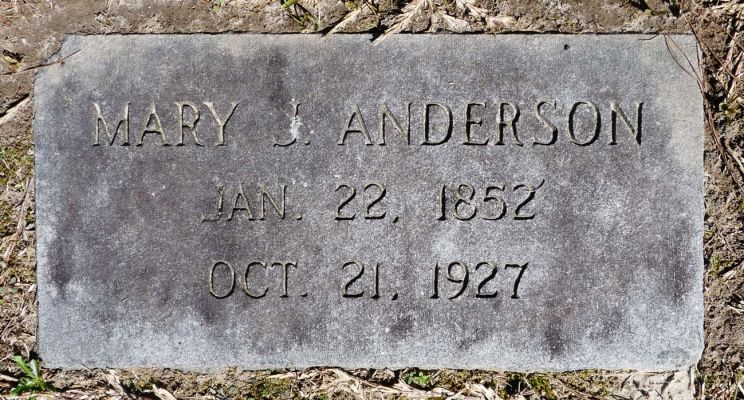 MARY J. ANDERSON
JAN. 22, 1852
OCT. 21, 1927